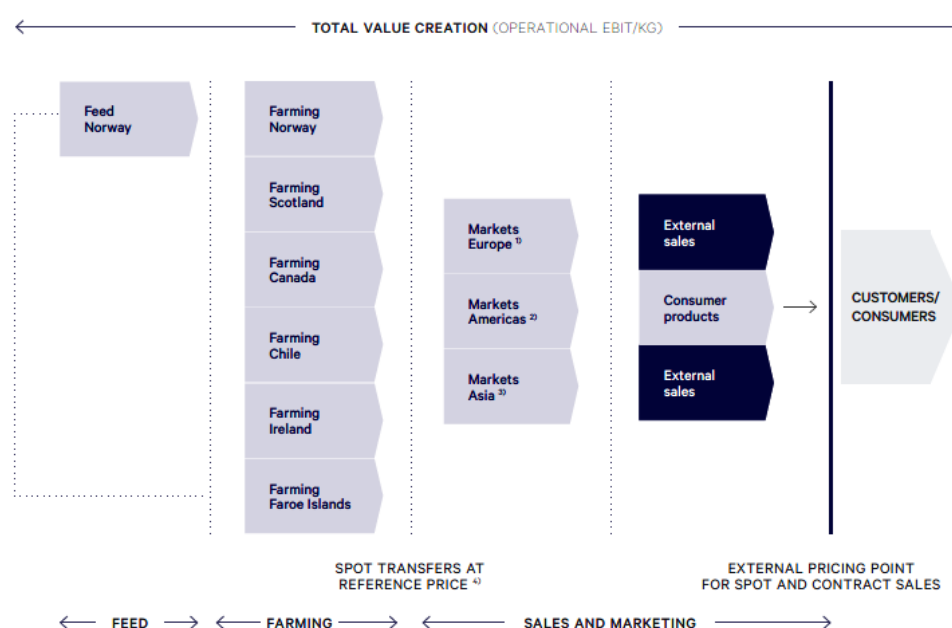 TOTAL VALUE CREATION (OPERATIONAL EBIT/KG)
Feed
Norway
Farming
Norway
Farming
Scotland
Farming
Canada
Farming
Chile
Farming
Ireland
Farming
Faroe Islands
Markets
Europe 1)
Markets
Americas 2)
Markets
Asia 3)
External
sales
Consumer
products
External
sales
CUSTOMERS/
CONSUMERS
SPOT TRANSFERS AT
REFERENCE PRICE 4)
EXTERNAL PRICING POINT
FOR SPOT AND CONTRACT SALES
FEED
FARMING
SALES AND MARKETING